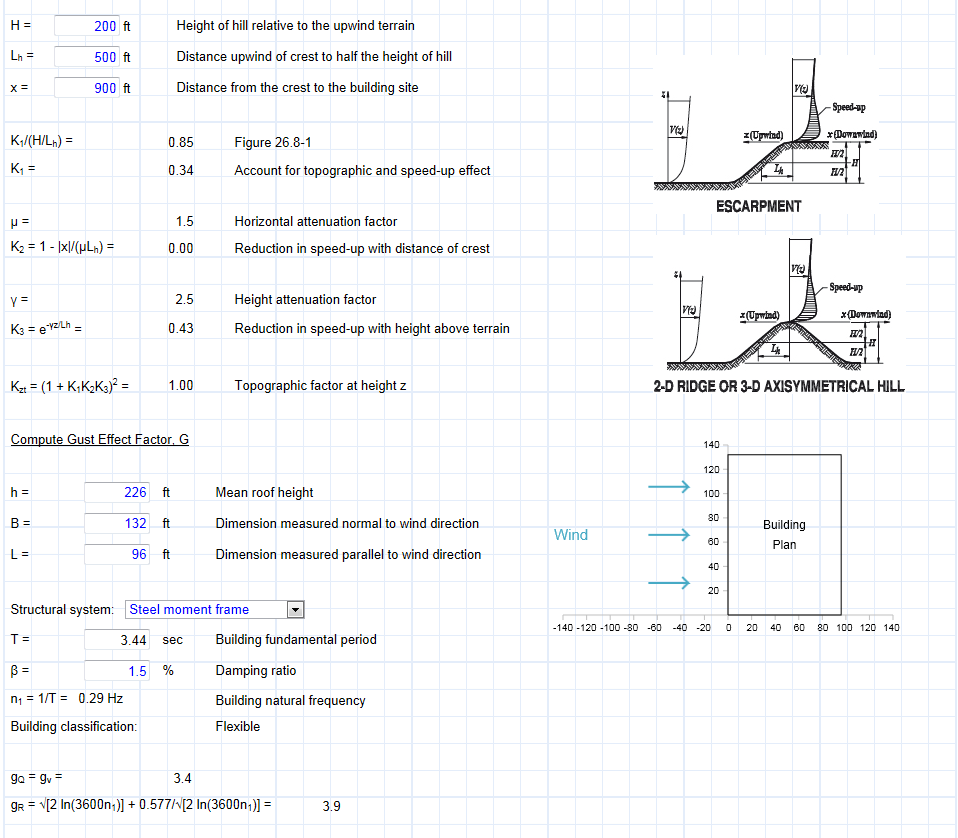 H = 200 ft Height of hill relative to the upwind terrain
Lh = 500 ft Distance upwind of crest to half the height of hill
x = 900 ft Distance from the crest to the building site
K1/(H/Lh) = 0.85 Figure 26.8-1
K1 = 0.34 Account for topographic and speed-up effect
μ = 1.5 Horizontal attenuation factor
K2 = 1 - |x|/(μLh) = 0.00 Reduction in speed-up with distance of crest
γ = 2.5 Height attenuation factor
K3 = e^-γz/Lh = 0.43 Reduction in speed-up with height above terrain
Kzt = (1 + K1K2K3)² = 1.00 Topographic factor at height z
z
V(z)
V(z)
Speed-up
x (Upwind) x (Downwind)
H/2
H
Lh H/2
ESCARPMENT
z
V(z)
V(z)
Speed-up
x (Upwind) x (Downwind)
H/2
H
Lh H/2
2-D RIDGE OR 3-D AXISYMMETRICAL HILL
Compute Gust Effect Factor, G
h = 226 ft Mean roof height
B = 132 ft Dimension measured normal to wind direction
L = 96 ft Dimension measured parallel to wind direction
Structural system: Steel moment frame
T = 3.44 sec Building fundamental period
β = 1.5 % Damping ratio
n1 = 1/T = 0.29 Hz Building natural frequency
Building classification: Flexible
gQ = gv = 3.4
gR = √[2 ln(3600n1)] + 0.577/√[2 ln(3600n1)] = 3.9
140
120
100
80
60
40
20
Wind
Building
Plan
-140 -120 -100 -80 -60 -40 -20 0 20 40 60 80 100 120 140